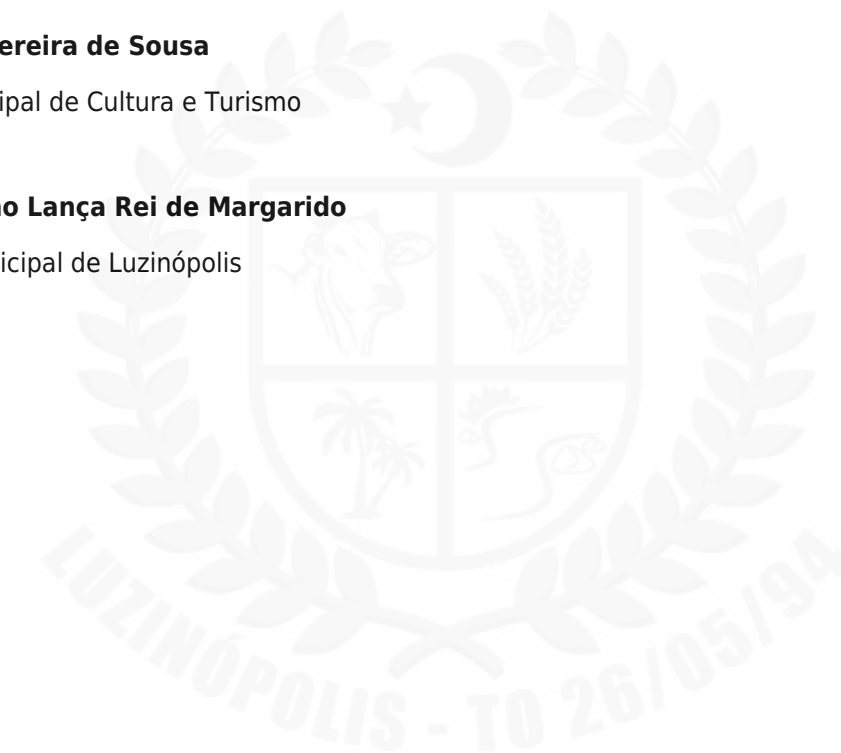 ereira de Sousa
ipal de Cultura e Turismo
o Lança Rei de Margarido
icipal de Luzinópolis
LUZINÓPOLIS - TO 26/05/94